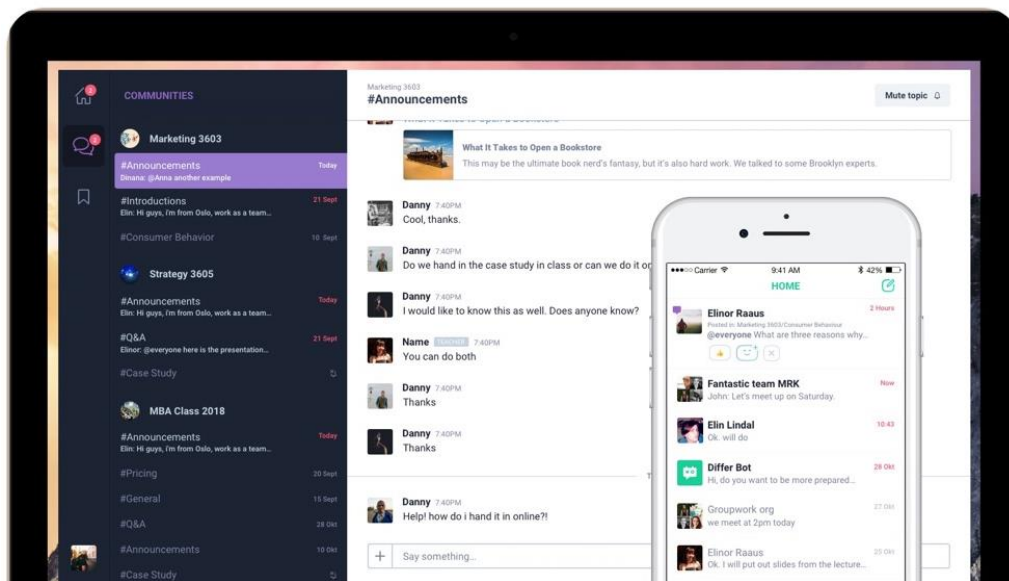 COMMUNITIES
Marketing 3603
#Announcements Today
Dinana: @Anna another example
#Introductions 21 Sept
Elin: Hi guys, i'm from Oslo, work as a team...
#Consumer Behavior 10 Sept
Strategy 3605
#Announcements Today
Elin: Hi guys, i'm from Oslo, work as a team...
#Q&A 21 Sept
Elinor: @everyone here is the presentation...
#Case Study
MBA Class 2018
#Announcements Today
Elin: Hi guys, i'm from Oslo, work as a team...
#Pricing 20 Sept
#General 15 Sept
#Q&A 28 Okt
#Announcements 10 Okt
#Case Study
Marketing 3603
#Announcements
Mute topic
What It Takes to Open a Bookstore
What It Takes to Open a Bookstore
This may be the ultimate book nerd's fantasy, but it's also hard work. We talked to some Brooklyn experts.
Danny 7:40PM
Cool, thanks.
Danny 7:40PM
Do we hand in the case study in class or can we do it
Danny 7:40PM
I would like to know this as well. Does anyone know?
Name TEACHER 7:40PM
You can do both
Danny 7:40PM
Thanks
Danny 7:40PM
Thanks
Danny 7:40PM
Help! how do i hand it in online?!
+ Say something...
Carrier 9:41 AM 42%
HOME
Elinor Raaus 2 Hours
Posted in: Marketing 3603/Consumer Behaviour
@everyone What are three reasons why...
Fantastic team MRK Now
John: Let's meet up on Saturday.
Elin Lindal 10:43
Ok. will do
Differ Bot 28 Okt
Hi, do you want to be more prepared...
Groupwork org 27 Okt
we meet at 2pm today
Elinor Raaus 25 Okt
Ok. I will put out slides from the lecture...